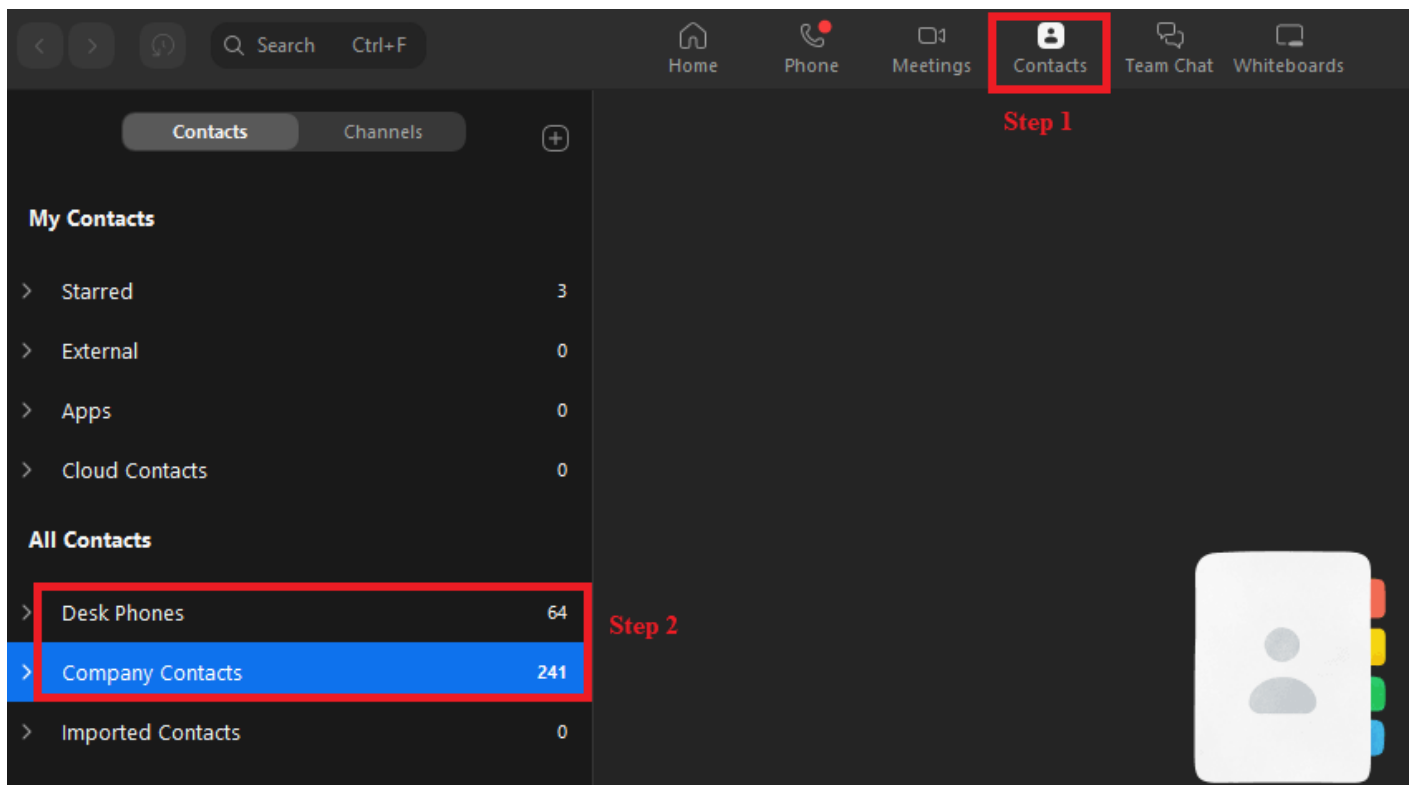 Search Ctrl+F
Home Phone Meetings Contacts Team Chat Whiteboards
Step 1
Contacts Channels
My Contacts
Starred 3
External 0
Apps 0
Cloud Contacts 0
All Contacts
Desk Phones 64
Step 2
Company Contacts 241
Imported Contacts 0